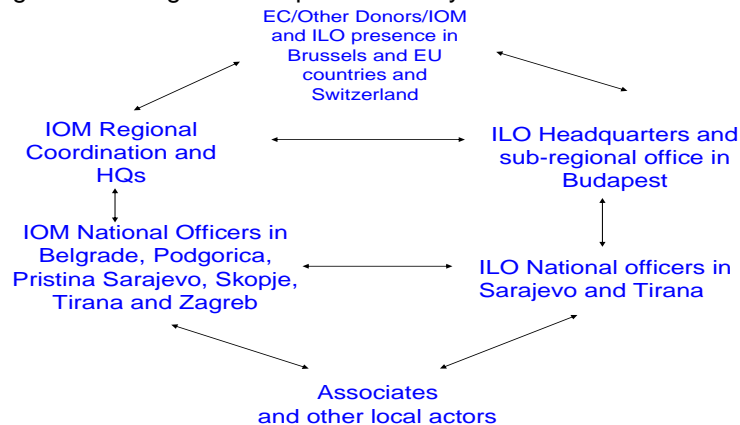 EC/Other Donors/IOM
and ILO presence in
Brussels and EU
countries and
Switzerland
IOM Regional
Coordination and
HQs
ILO Headquarters and
sub-regional office in
Budapest
IOM National Officers in
Belgrade, Podgorica,
Pristina Sarajevo, Skopje,
Tirana and Zagreb
ILO National officers in
Sarajevo and Tirana
Associates
and other local actors